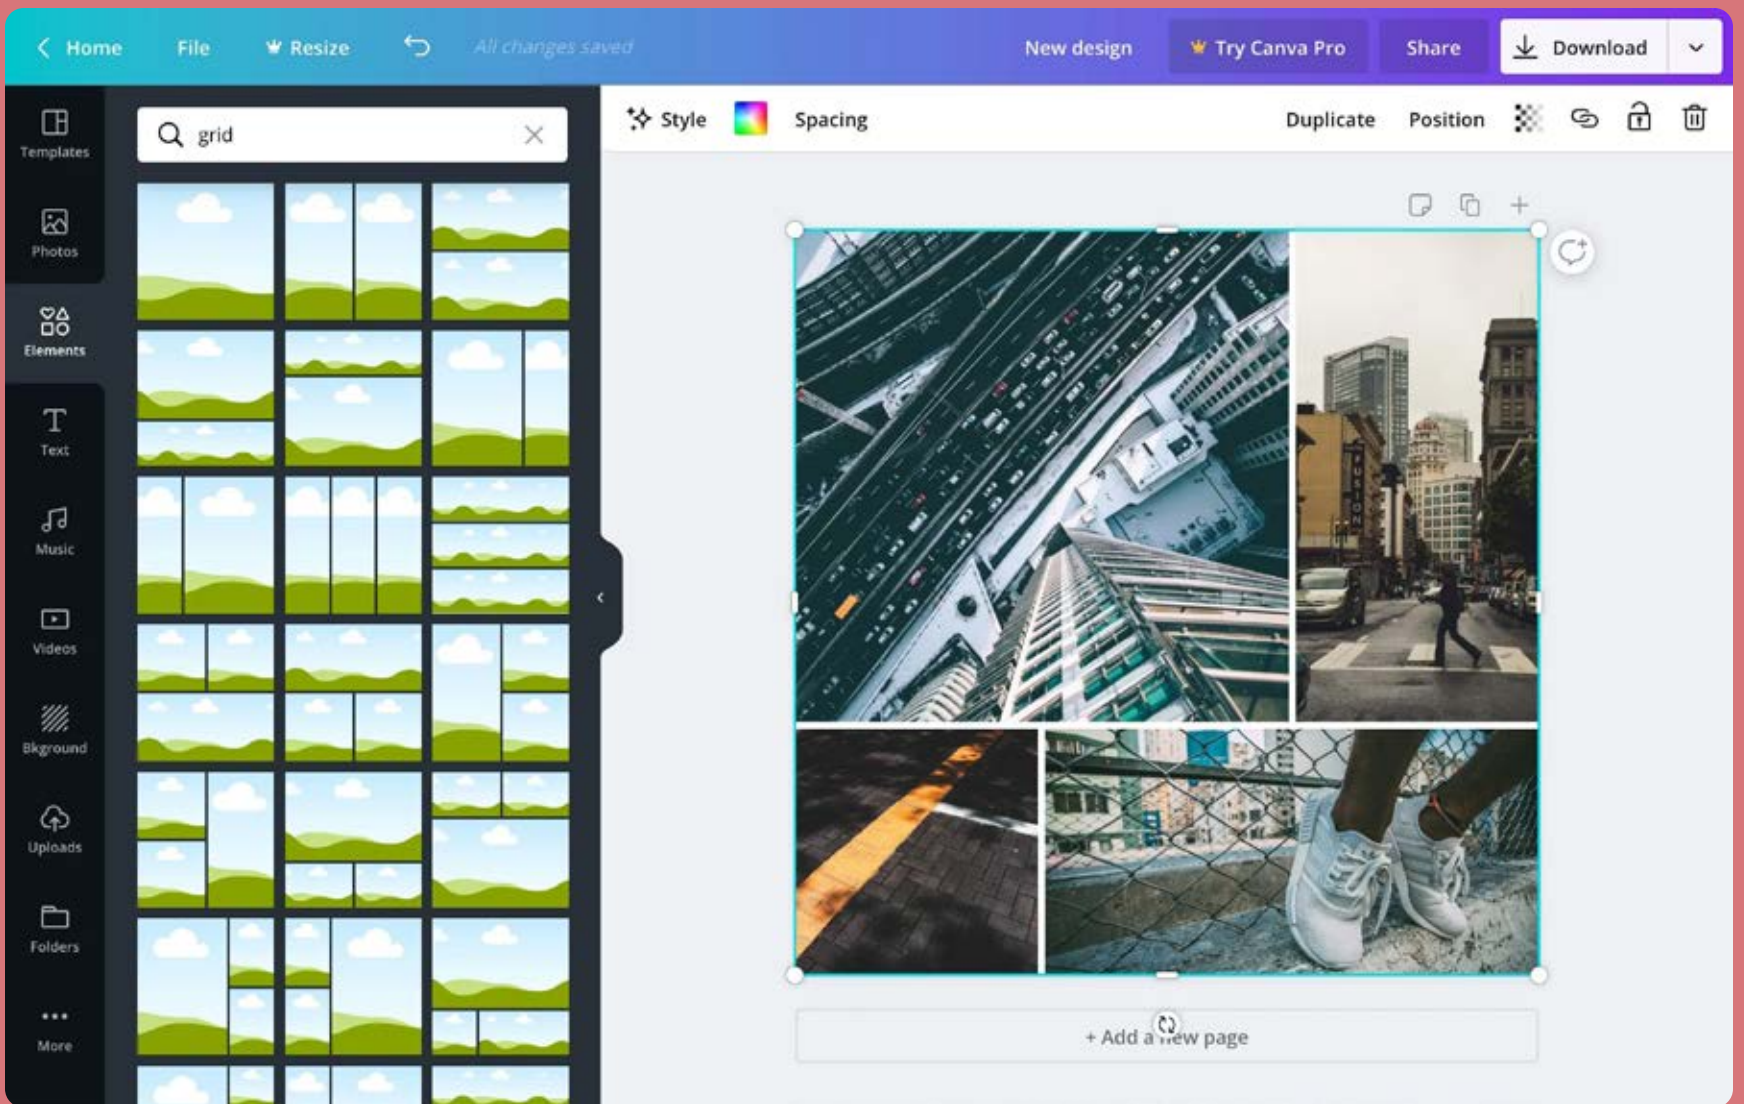 Home
File
Resize
All changes saved
New design
Try Canva Pro
Share
Download
Templates
Photos
Elements
Text
Music
Videos
Bkground
Uploads
Folders
More
grid
Style
Spacing
Duplicate
Position
FUSION
+ Add a new page